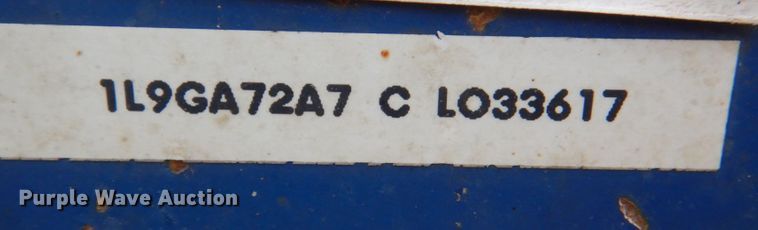 1L9GA72A7 C LO33617
Purple Wave Auction